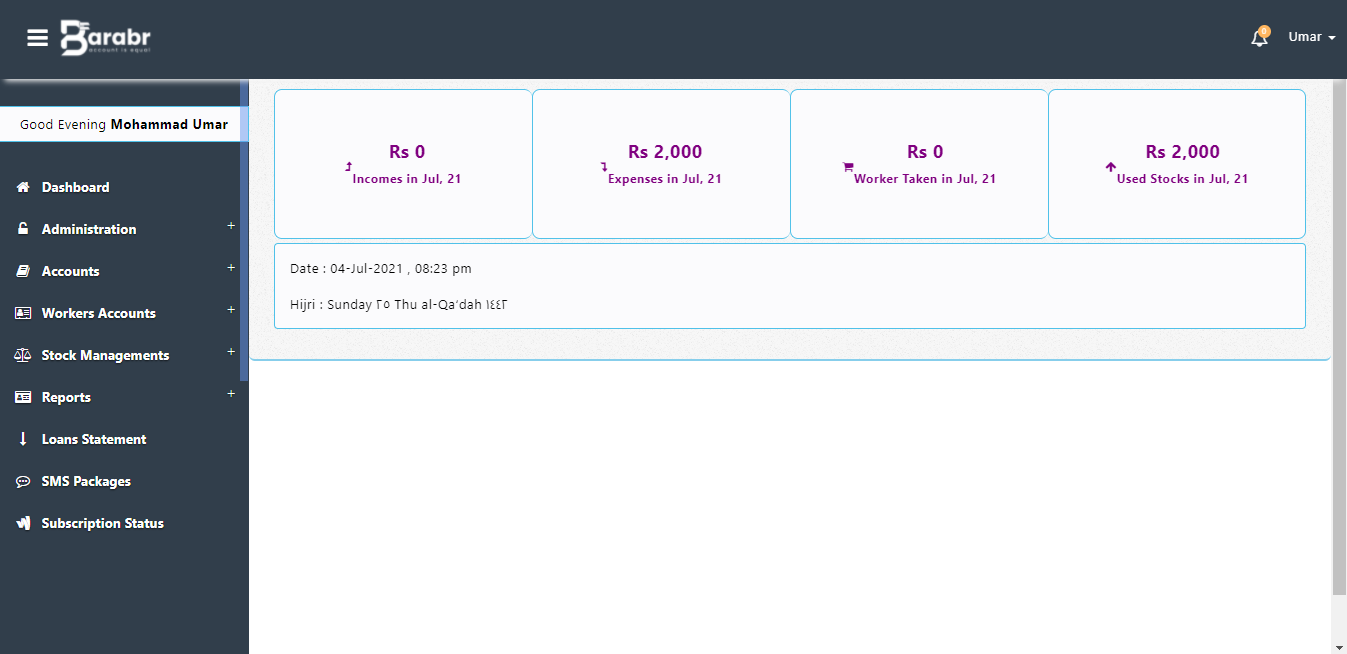 Barabr
account is equal
0
Umar
Good Evening Mohammad Umar
Dashboard
Administration +
Accounts +
Workers Accounts +
Stock Managements +
Reports +
Loans Statement
SMS Packages
Subscription Status
Rs 0
Incomes in Jul, 21
Rs 2,000
Expenses in Jul, 21
Rs 0
Worker Taken in Jul, 21
Rs 2,000
Used Stocks in Jul, 21
Date : 04-Jul-2021 , 08:23 pm
Hijri : Sunday ٢٥ Thu al-Qa‘dah ١٤٤٢